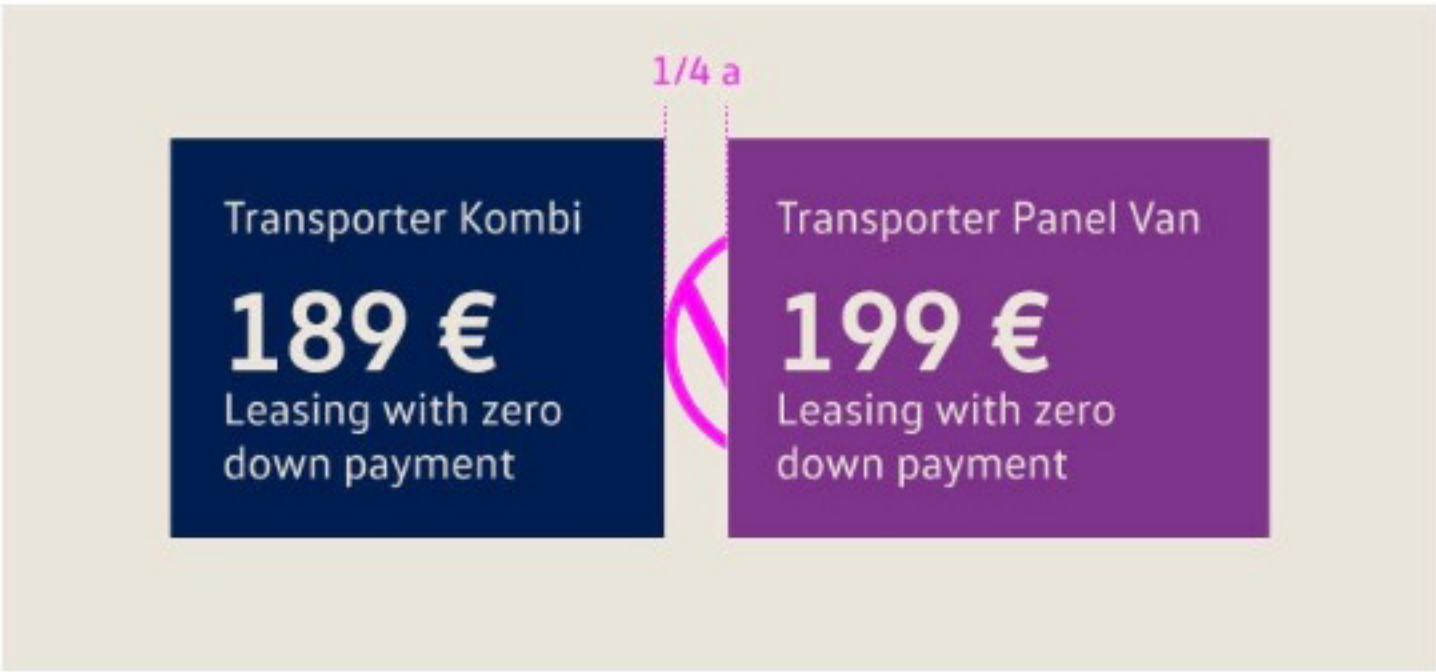 1/4 a
Transporter Kombi
189 €
Leasing with zero
down payment
Transporter Panel Van
199 €
Leasing with zero
down payment